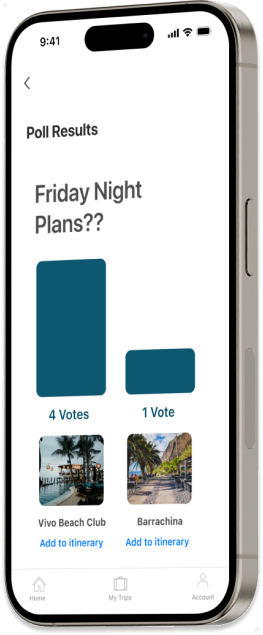 9:41
Poll Results
Friday Night
Plans??
4 Votes
1 Vote
Vivo Beach Club
Barrachina
Add to itinerary
Add to itinerary
Home
My Trips
Account